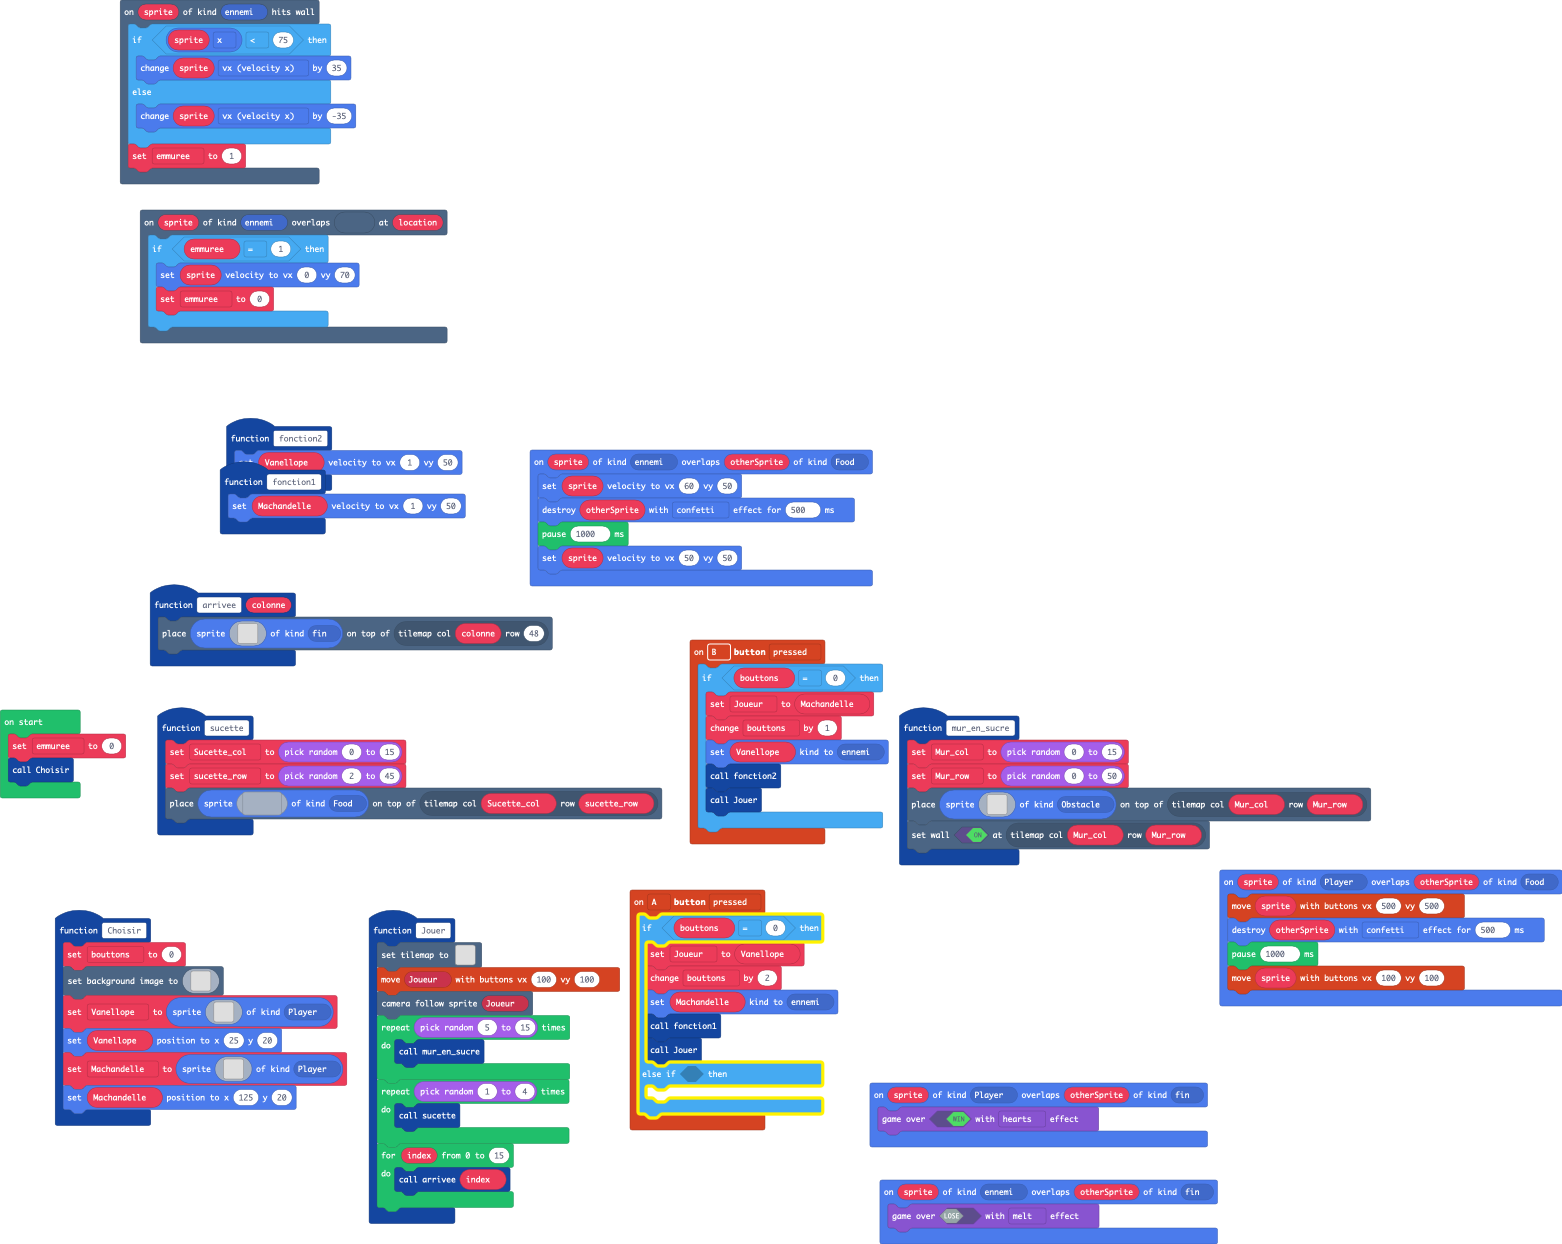 on sprite of kind ennemi hits wall
if sprite x < 75 then
change sprite vx (velocity x) by 35
else
change sprite vx (velocity x) by -35
set emmuree to 1
on sprite of kind ennemi overlaps at location
if emmuree = 1 then
set sprite velocity to vx 0 vy 70
set emmuree to 0
function fonction2
Vanellope velocity to vx 1 vy 50
function fonction1
set Machandelle velocity to vx 1 vy 50
on sprite of kind ennemi overlaps otherSprite of kind Food
set sprite velocity to vx 60 vy 50
destroy otherSprite with confetti effect for 500 ms
pause 1000 ms
set sprite velocity to vx 50 vy 50
function arrivee colonne
place sprite of kind fin on top of tilemap col colonne row 48
on B button pressed
if bouttons = 0 then
set Joueur to Machandelle
change bouttons by 1
set Vanellope kind to ennemi
call fonction2
call Jouer
on start
set emmuree to 0
call Choisir
function sucette
set Sucette_col to pick random 0 to 15
set sucette_row to pick random 2 to 45
place sprite of kind Food on top of tilemap col Sucette_col row sucette_row
function mur_en_sucre
set Mur_col to pick random 0 to 15
set Mur_row to pick random 0 to 50
place sprite of kind Obstacle on top of tilemap col Mur_col row Mur_row
set wall ON at tilemap col Mur_col row Mur_row
on sprite of kind Player overlaps otherSprite of kind Food
move sprite with buttons vx 500 vy 500
destroy otherSprite with confetti effect for 500 ms
pause 1000 ms
move sprite with buttons vx 100 vy 100
function Choisir
set bouttons to 0
set background image to
set Vanellope to sprite of kind Player
set Vanellope position to x 25 y 20
set Machandelle to sprite of kind Player
set Machandelle position to x 125 y 20
function Jouer
set tilemap to
move Joueur with buttons vx 100 vy 100
camera follow sprite Joueur
repeat pick random 5 to 15 times
do
call mur_en_sucre
repeat pick random 1 to 4 times
do
call sucette
for index from 0 to 15
do
call arrivee index
on A button pressed
if bouttons = 0 then
set Joueur to Vanellope
change bouttons by 2
set Machandelle kind to ennemi
call fonction1
call Jouer
else if then
on sprite of kind Player overlaps otherSprite of kind fin
game over WIN with hearts effect
on sprite of kind ennemi overlaps otherSprite of kind fin
game over LOSE with melt effect